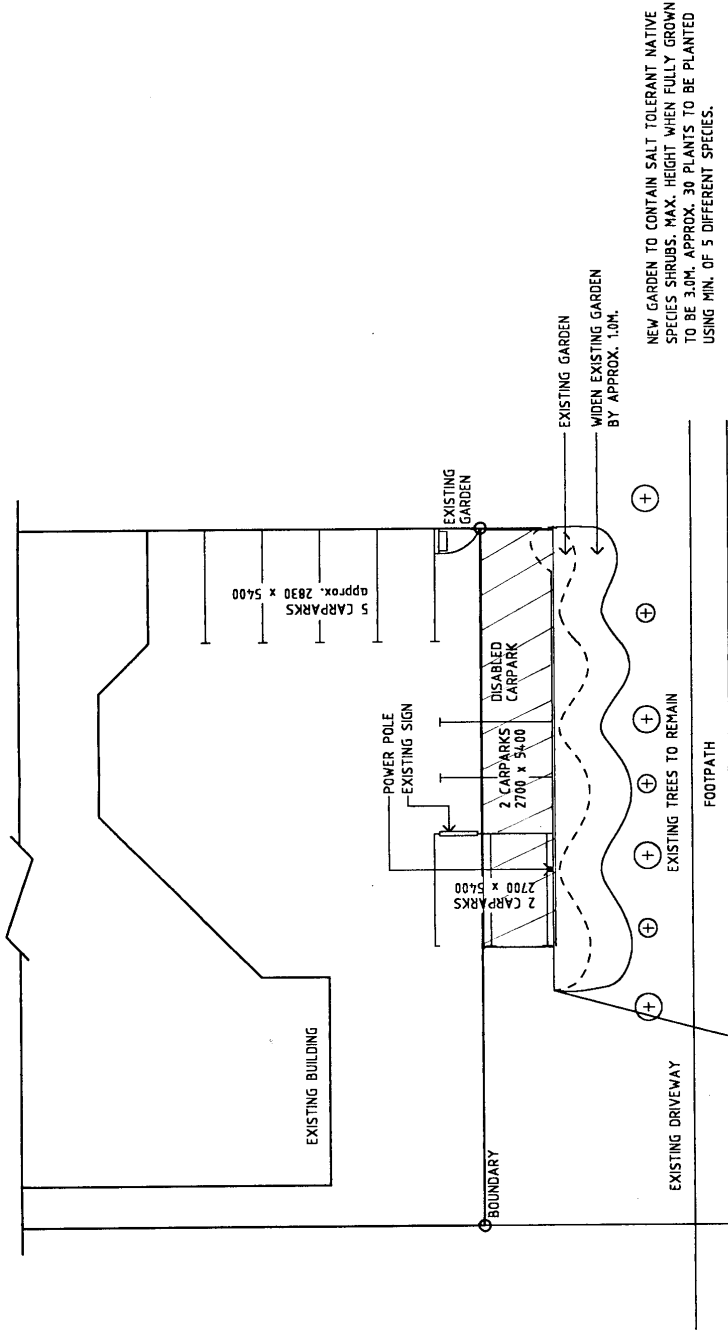 EXISTING BUILDING
5 CARPARKS
approx. 2830 x 5400
POWER POLE
EXISTING SIGN
EXISTING
GARDEN
BOUNDARY
2 CARPARKS
2700 x 5400
2 CARPARKS
2700 x 5400
DISABLED
CARPARK
EXISTING GARDEN
WIDEN EXISTING GARDEN
BY APPROX. 1.0M.
EXISTING DRIVEWAY
EXISTING TREES TO REMAIN
FOOTPATH
NEW GARDEN TO CONTAIN SALT TOLERANT NATIVE
SPECIES SHRUBS. MAX. HEIGHT WHEN FULLY GROWN
TO BE 3.0M. APPROX. 30 PLANTS TO BE PLANTED
USING MIN. OF 5 DIFFERENT SPECIES.